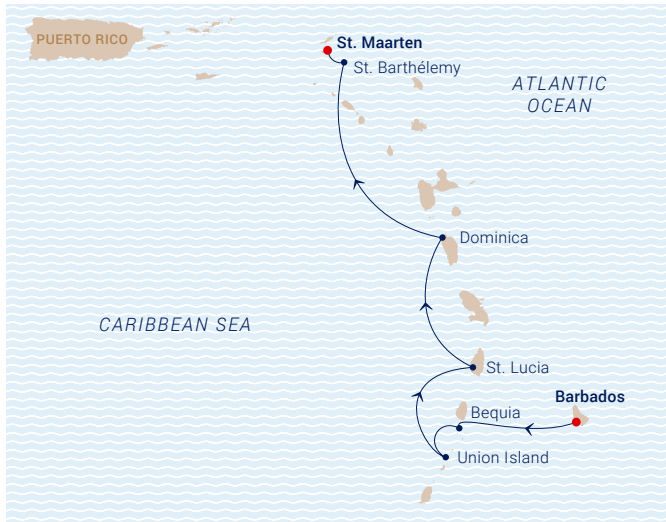 PUERTO RICO
St. Maarten
St. Barthélemy
ATLANTIC
OCEAN
Dominica
CARIBBEAN SEA
St. Lucia
Barbados
Bequia
Union Island